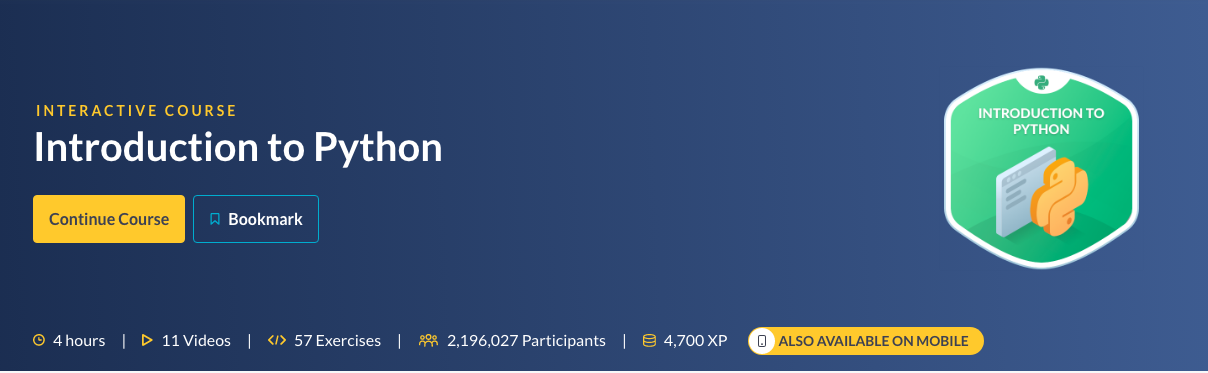 INTERACTIVE COURSE
Introduction to Python
Continue Course
Bookmark
INTRODUCTION TO
PYTHON
4 hours | 11 Videos | 57 Exercises | 2,196,027 Participants | 4,700 XP ALSO AVAILABLE ON MOBILE